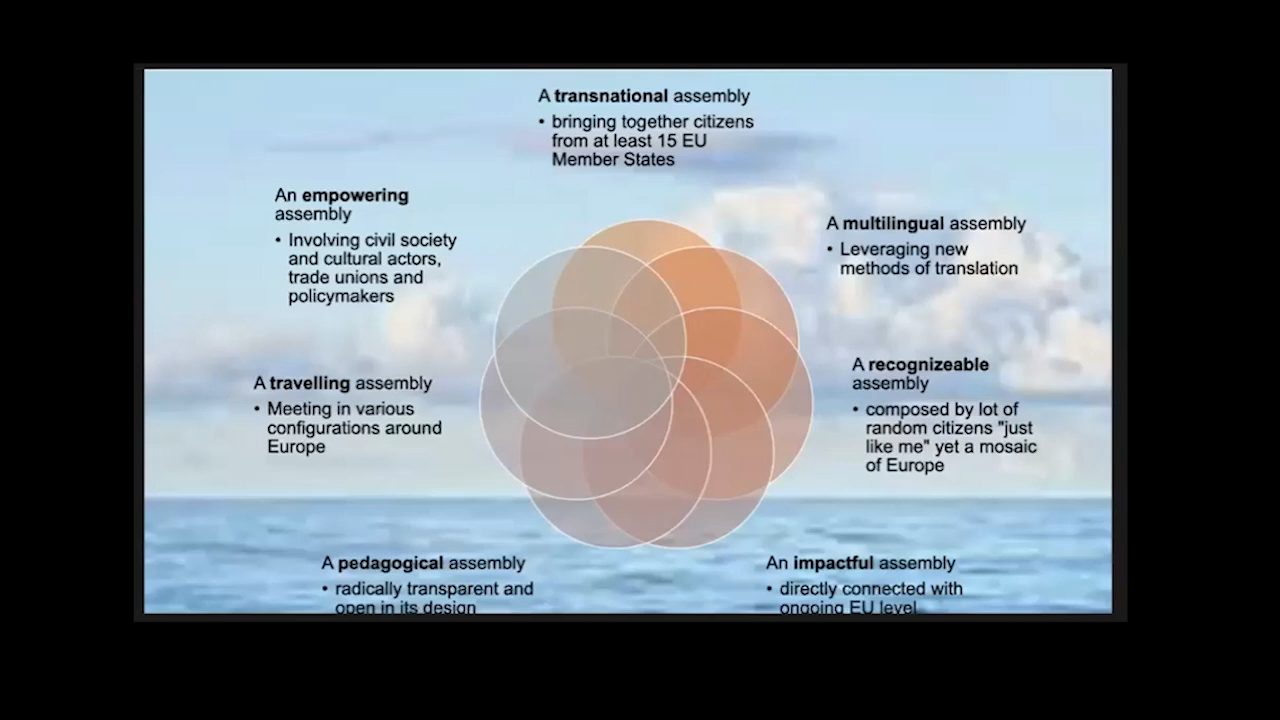 A transnational assembly
• bringing together citizens
from at least 15 EU
Member States
An empowering
assembly
• Involving civil society
and cultural actors,
trade unions and
policymakers
A multilingual assembly
• Leveraging new
methods of translation
A travelling assembly
• Meeting in various
configurations around
Europe
A recognizeable
assembly
• composed by lot of
random citizens "just
like me" yet a mosaic
of Europe
A pedagogical assembly
• radically transparent and
open in its design
An impactful assembly
• directly connected with
ongoing EU level